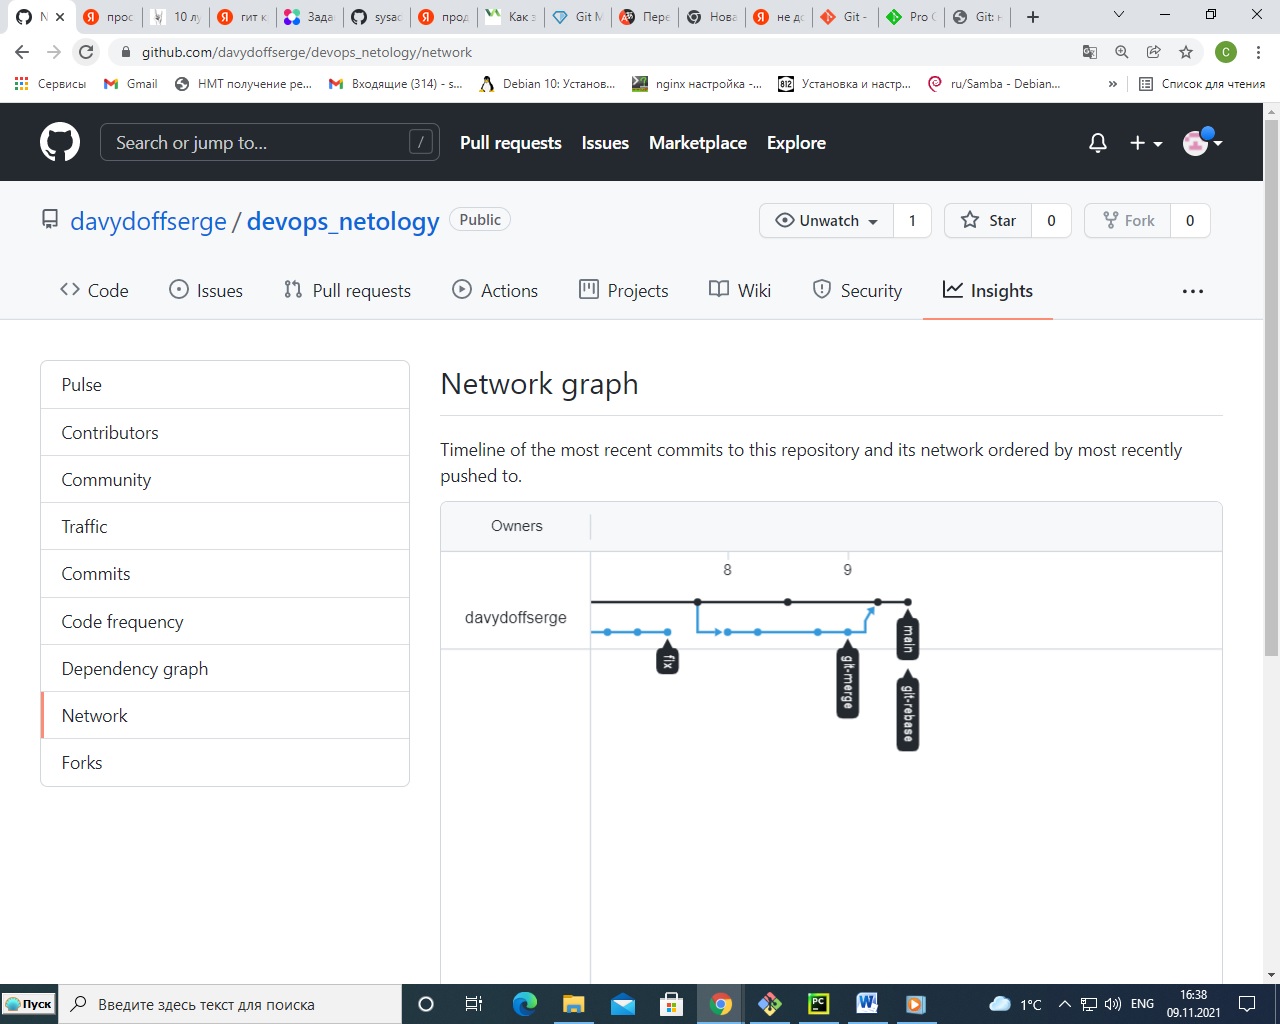 N
прос
10 лу
гит к
Зада
sysac
прод
Как з
Git M
Пере
Нова
не до
Git -
Pro G
Git: н
github.com/davydoffserge/devops_netology/network
C
Сервисы
Gmail
НМТ получение ре...
Входящие (314) - s...
Debian 10: Установ...
nginx настройка -...
Установка и настр...
ru/Samba - Debian...
»
Список для чтения
Search or jump to...
/
Pull requests
Issues
Marketplace
Explore
davydoffserge / devops_netology
Public
Unwatch
1
Star
0
Fork
0
Code
Issues
Pull requests
Actions
Projects
Wiki
Security
Insights
Pulse
Contributors
Community
Traffic
Commits
Code frequency
Dependency graph
Network
Forks
Network graph
Timeline of the most recent commits to this repository and its network ordered by most recently
pushed to.
Owners
8
9
davydoffserge
fix
git-merge
main
git-rebase
Пуск
Введите здесь текст для поиска
1°C
ENG
16:38
09.11.2021